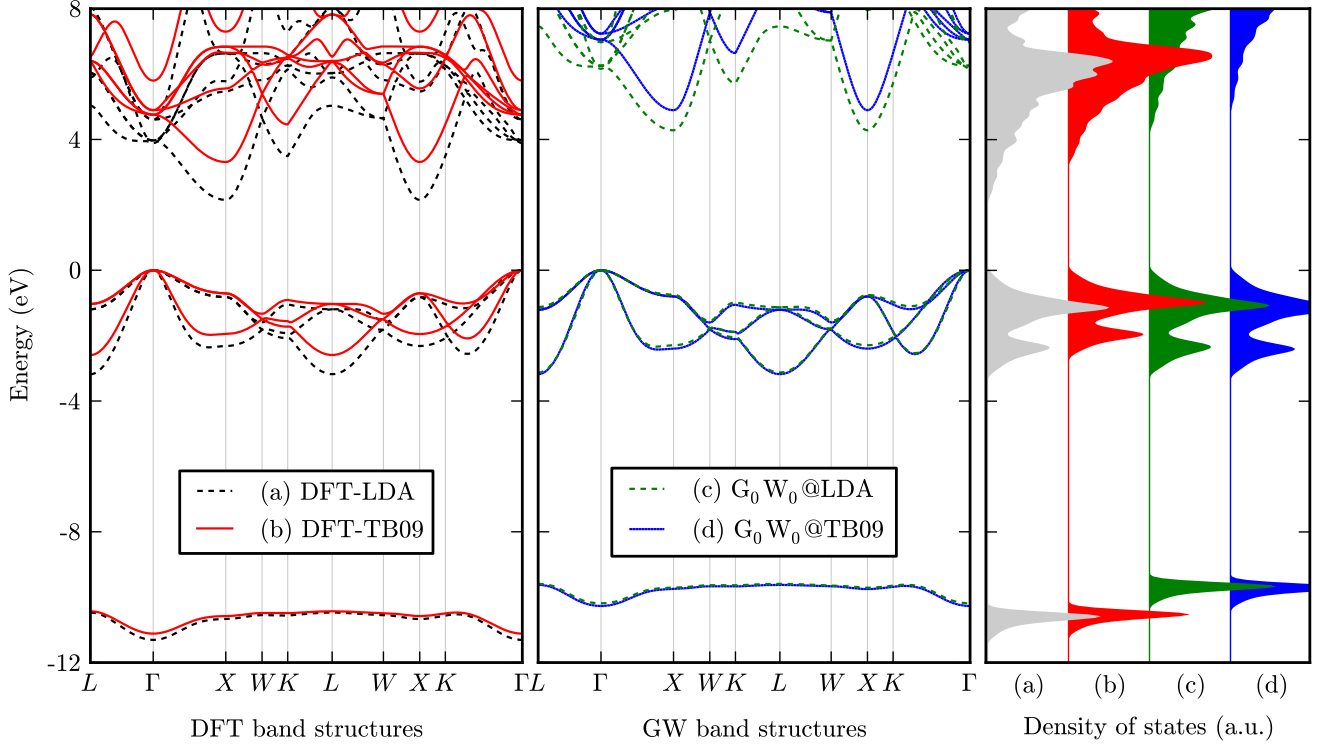 8
4
0
-4
-8
-12
Energy (eV)
(a) DFT-LDA
(b) DFT-TB09
L Γ X W K L W X K Γ
DFT band structures
(c) G₀W₀@LDA
(d) G₀W₀@TB09
L Γ X W K L W X K Γ
GW band structures
(a) (b) (c) (d)
Density of states (a.u.)